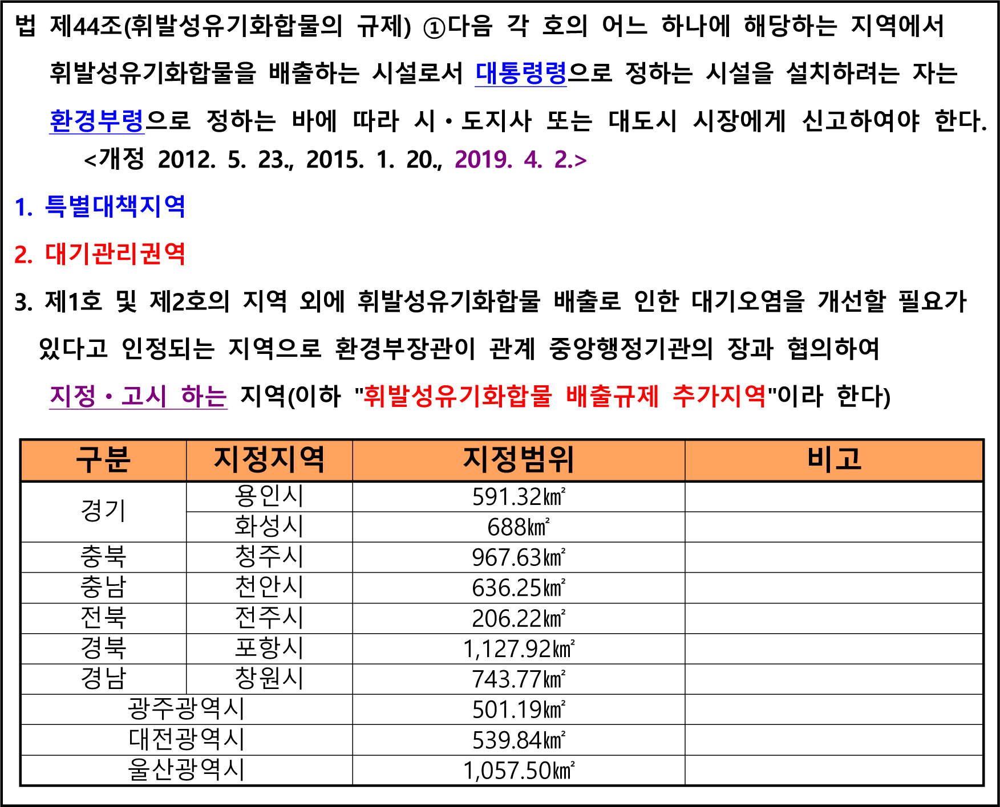 법 제44조(휘발성유기화합물의 규제) ①다음 각 호의 어느 하나에 해당하는 지역에서
휘발성유기화합물을 배출하는 시설로서 대통령령으로 정하는 시설을 설치하려는 자는
환경부령으로 정하는 바에 따라 시・도지사 또는 대도시 시장에게 신고하여야 한다.
<개정 2012. 5. 23., 2015. 1. 20., 2019. 4. 2.>
1. 특별대책지역
2. 대기관리권역
3. 제1호 및 제2호의 지역 외에 휘발성유기화합물 배출로 인한 대기오염을 개선할 필요가
있다고 인정되는 지역으로 환경부장관이 관계 중앙행정기관의 장과 협의하여
지정・고시 하는 지역(이하 "휘발성유기화합물 배출규제 추가지역"이라 한다)
구분 지정지역 지정범위 비고
경기 용인시 591.32㎢
화성시 688㎢
충북 청주시 967.63㎢
충남 천안시 636.25㎢
전북 전주시 206.22㎢
경북 포항시 1,127.92㎢
경남 창원시 743.77㎢
광주광역시 501.19㎢
대전광역시 539.84㎢
울산광역시 1,057.50㎢